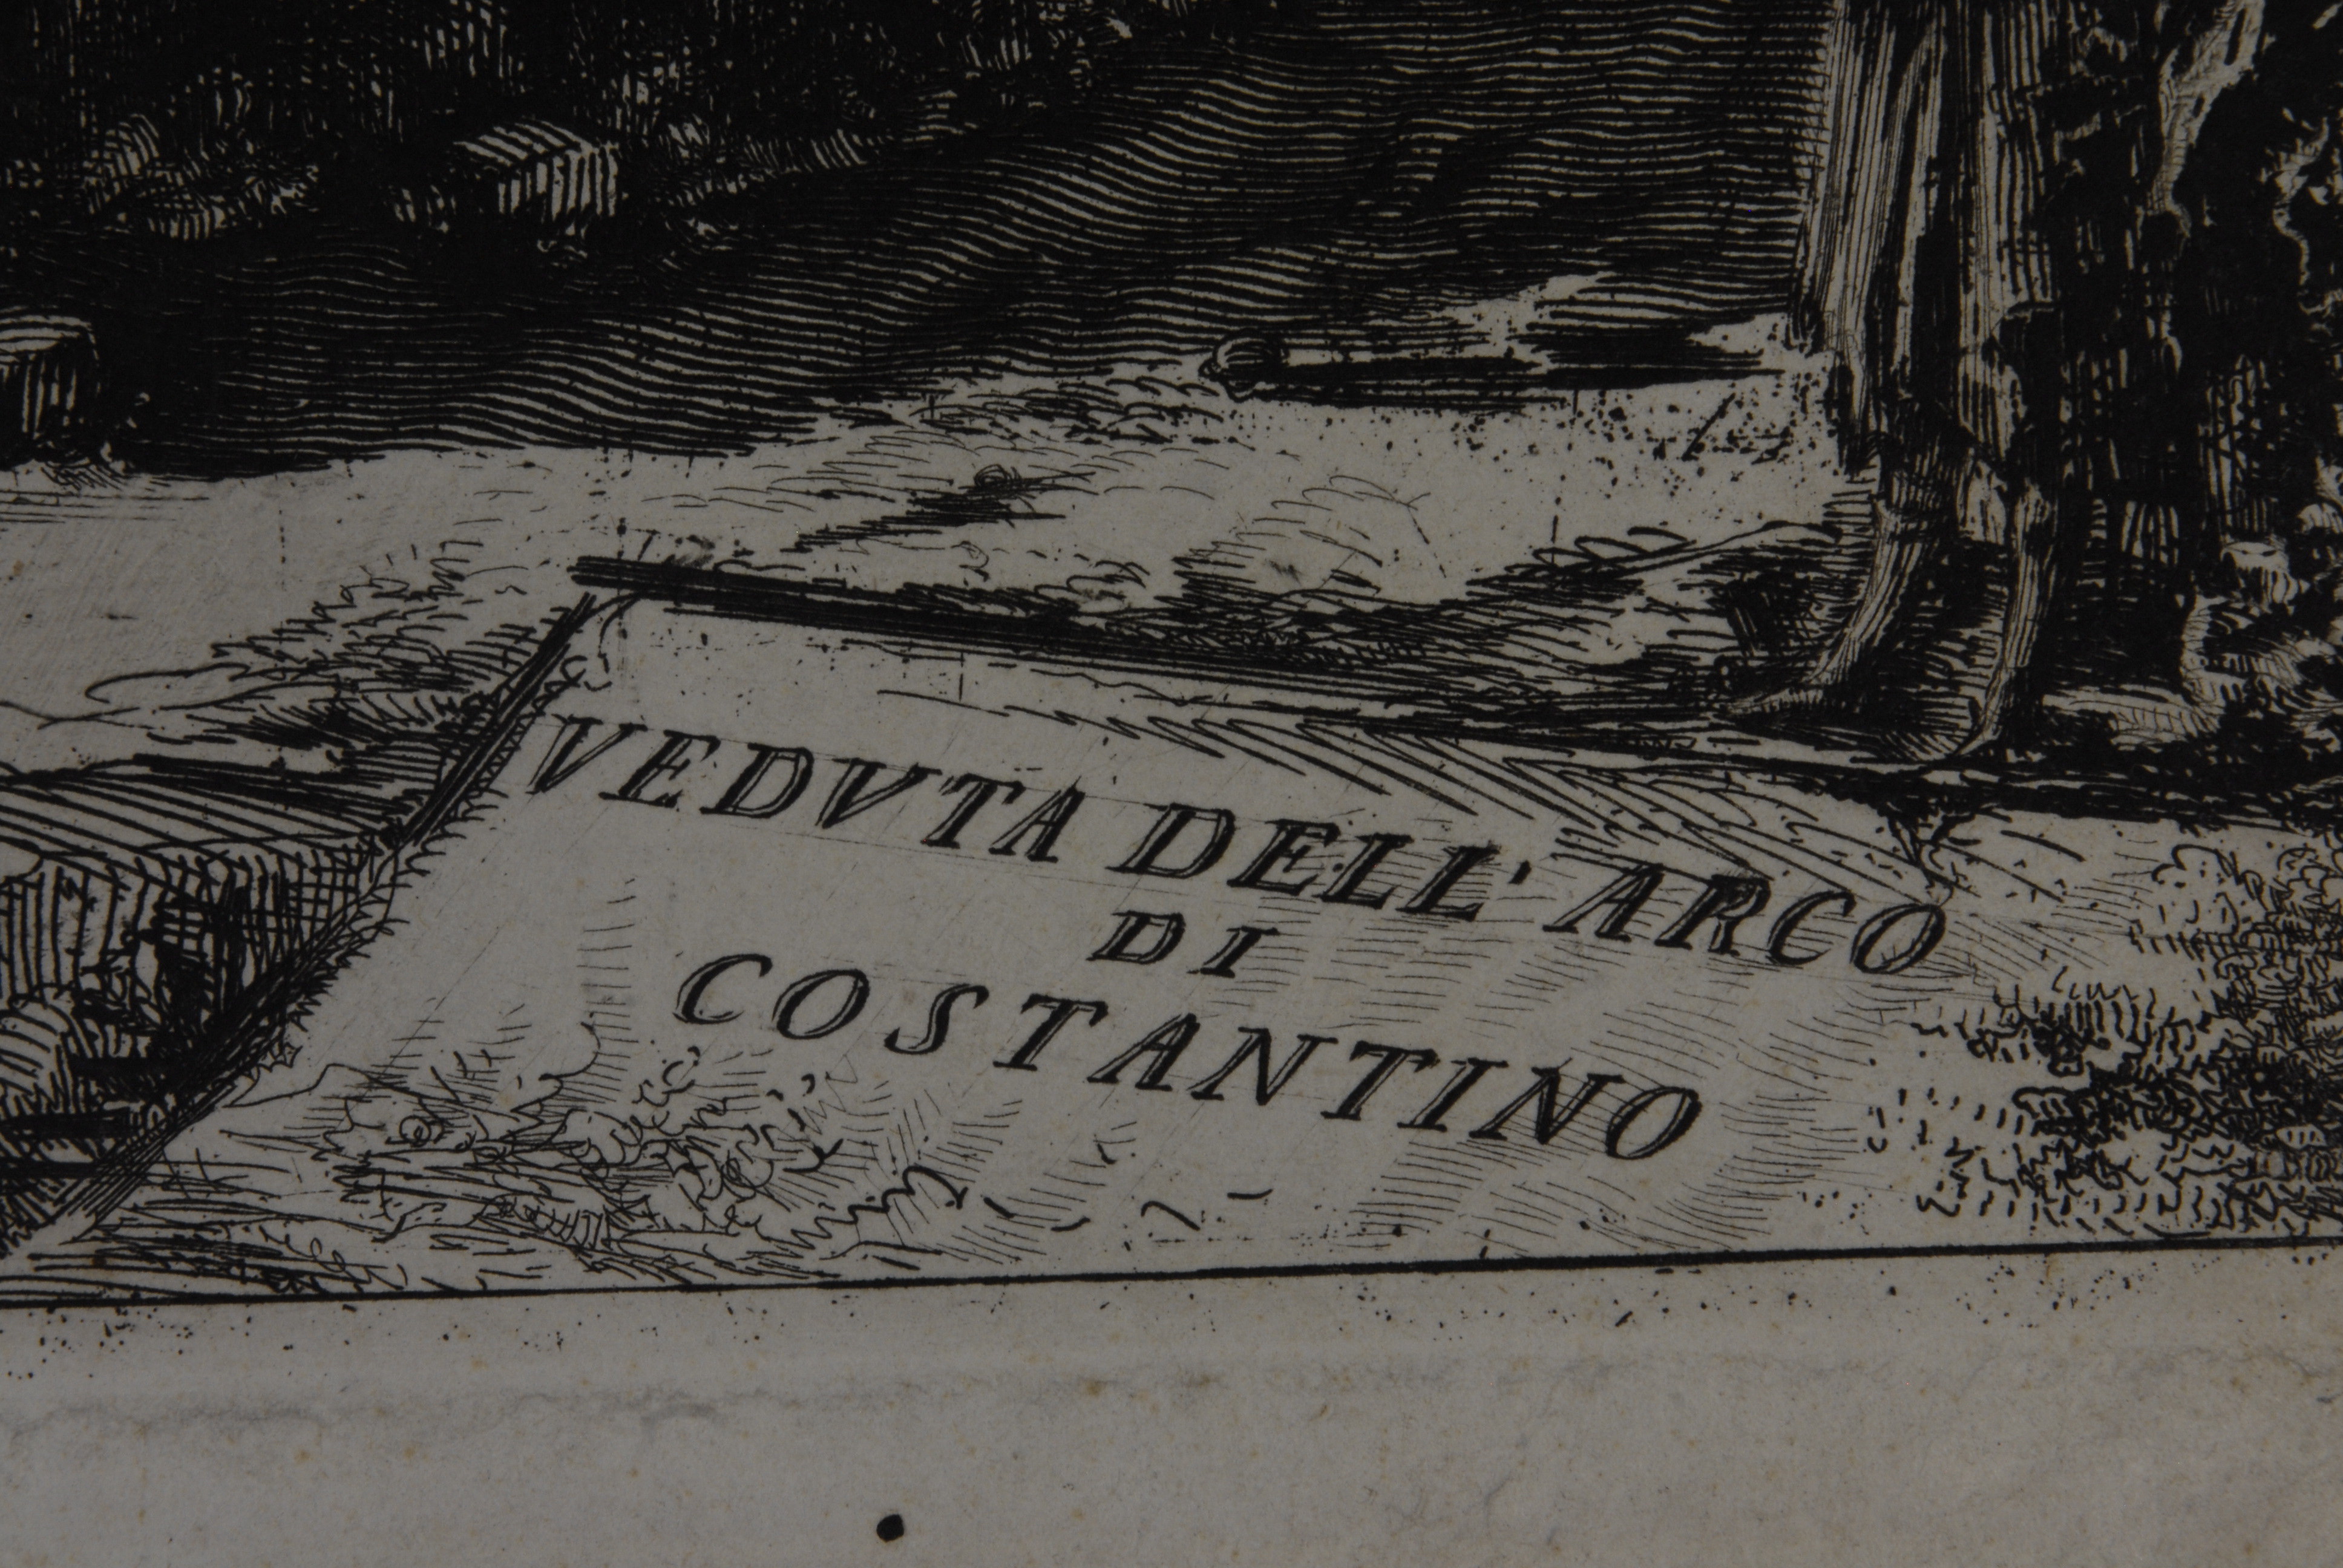 VEDVTA DELL' ARCO
DI
COSTANTINO